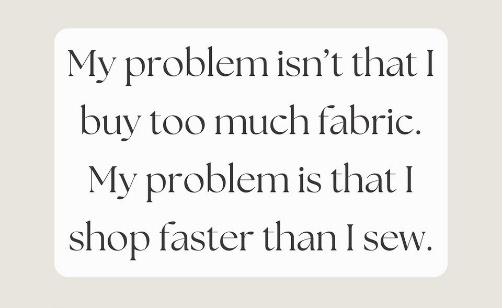 My problem isn’t that I
buy too much fabric.
My problem is that I
shop faster than I sew.